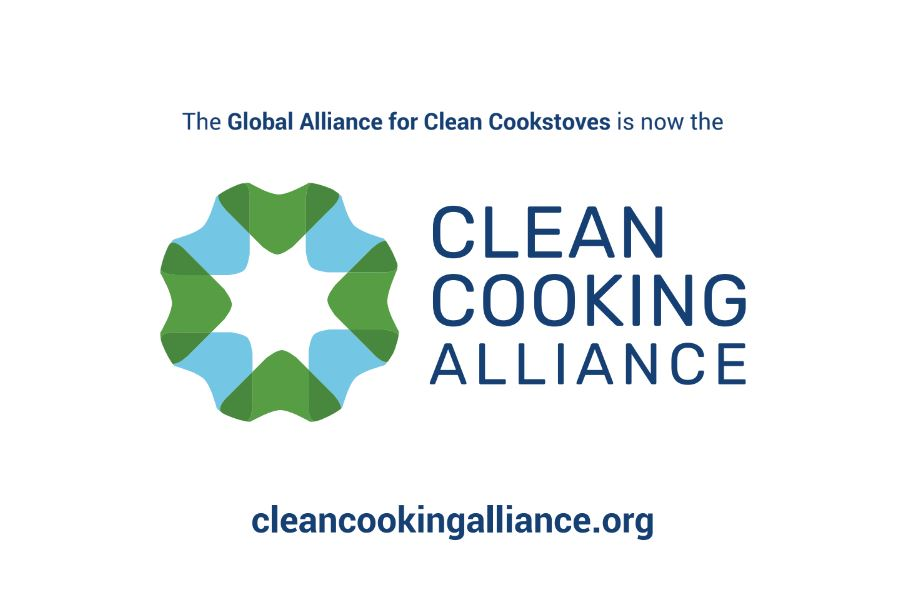 The Global Alliance for Clean Cookstoves is now the
CLEAN
COOKING
ALLIANCE
cleancookingalliance.org